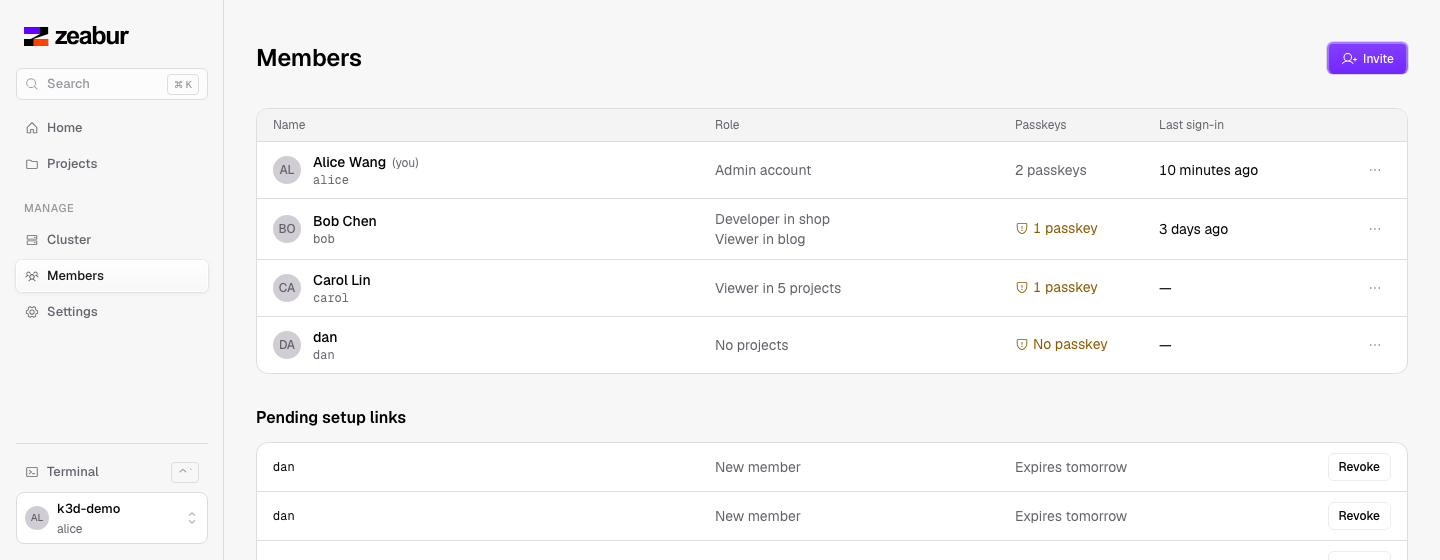 zeabur
Search
⌘ K
Home
Projects
MANAGE
Cluster
Members
Settings
Terminal
^ `
AL
k3d-demo
alice
Members
Invite
Name Role Passkeys Last sign-in
AL Alice Wang (you) Admin account 2 passkeys 10 minutes ago ···
alice
BO Bob Chen Developer in shop 1 passkey 3 days ago ···
bob Viewer in blog
CA Carol Lin Viewer in 5 projects 1 passkey — ···
carol
DA dan No projects No passkey — ···
dan
Pending setup links
dan New member Expires tomorrow Revoke
dan New member Expires tomorrow Revoke